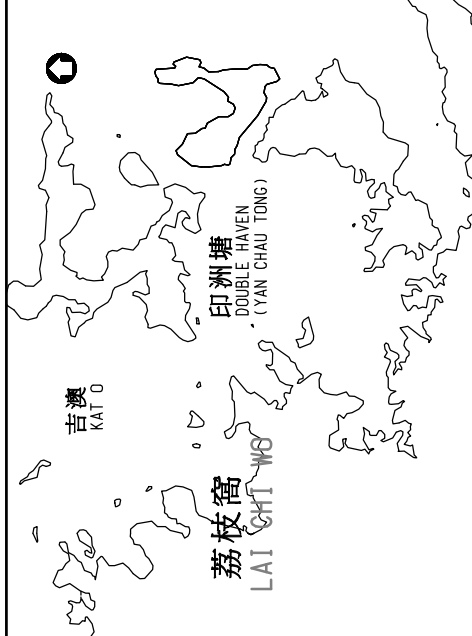 吉澳
KAT O
印洲塘
DOUBLE HAVEN
(YAN CHAU TONG)
荔枝窩
LAI CHI WO